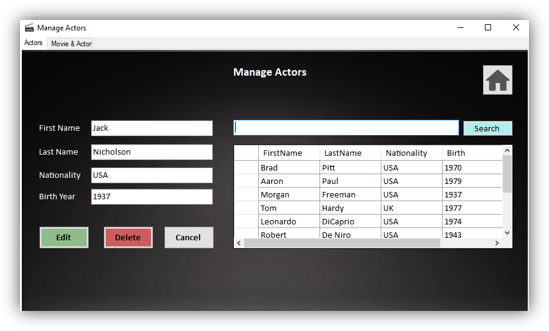 Manage Actors
Actors Movie & Actor
Manage Actors
First Name Jack
Last Name Nicholson
Nationality USA
Birth Year 1937
Edit Delete Cancel
Search
FirstName LastName Nationality Birth
Brad Pitt USA 1970
Aaron Paul USA 1979
Morgan Freeman USA 1937
Tom Hardy UK 1977
Leonardo DiCaprio USA 1974
Robert De Niro USA 1943